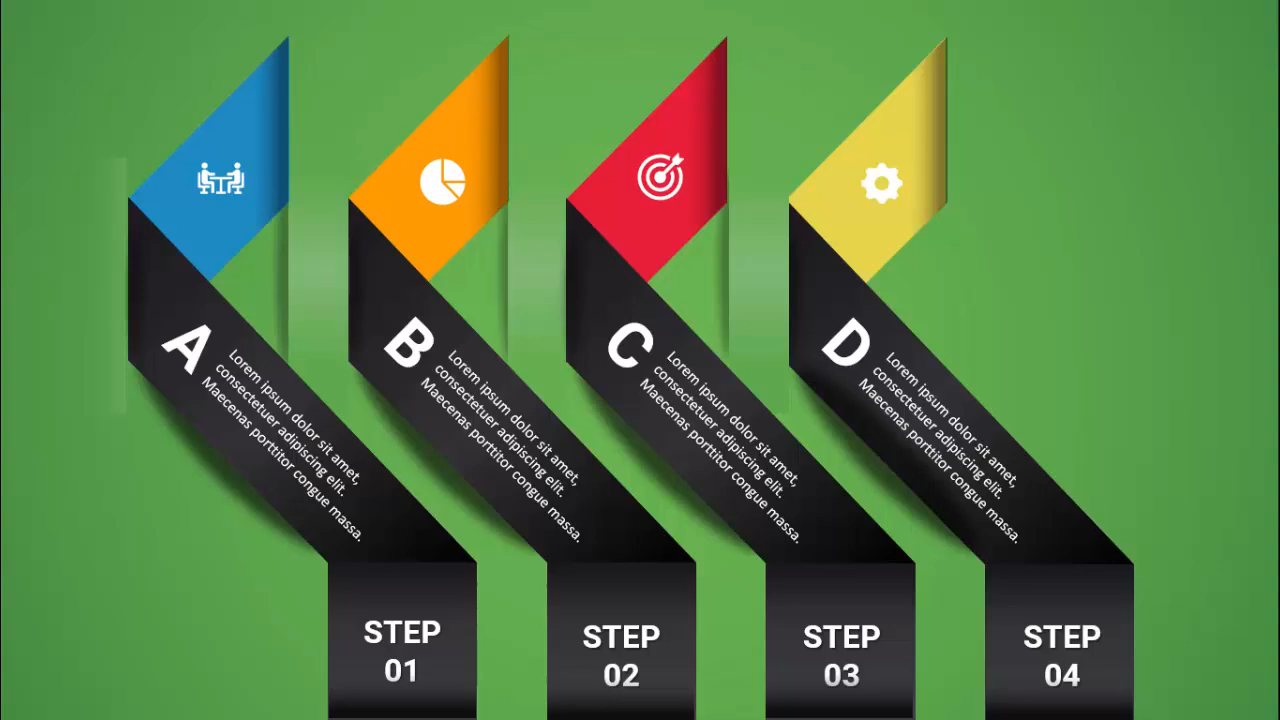 A
Lorem ipsum dolor sit amet,
consectetuer adipiscing elit.
Maecenas porttitor congue massa.
STEP
01
B
Lorem ipsum dolor sit amet,
consectetuer adipiscing elit.
Maecenas porttitor congue massa.
STEP
02
C
Lorem ipsum dolor sit amet,
consectetuer adipiscing elit.
Maecenas porttitor congue massa.
STEP
03
D
Lorem ipsum dolor sit amet,
consectetuer adipiscing elit.
Maecenas porttitor congue massa.
STEP
04